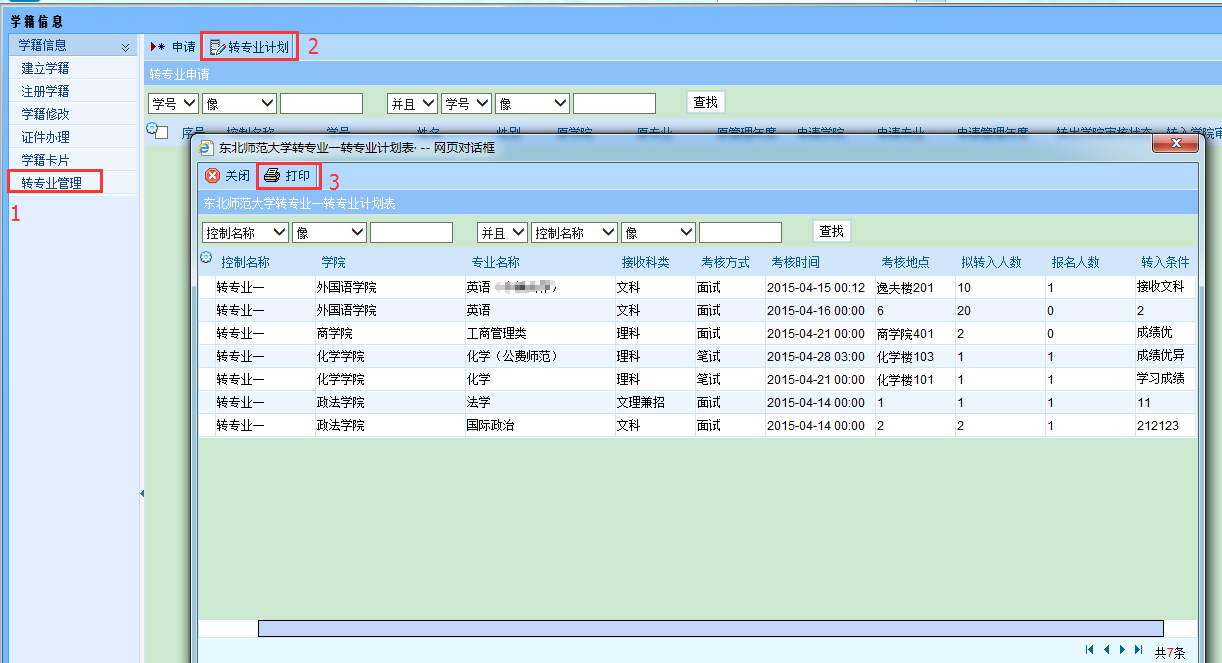 学籍信息
学籍信息
建立学籍
注册学籍
学籍修改
证件办理
学籍卡片
转专业管理
1
申请 转专业计划 2
转专业申请
学号 像 并且 学号 像 查找
序号 控制名称 学号 姓名 性别 原学院 原专业 原管理年度 申请学院 申请专业 申请管理年度 转出学院审核状态 转入学院审
东北师范大学转专业一转专业计划表· -- 网页对话框
关闭 打印 3
东北师范大学转专业一转专业计划表
控制名称 像 并且 控制名称 像 查找
控制名称 学院 专业名称 接收科类 考核方式 考核时间 考核地点 拟转入人数 报名人数 转入条件
转专业一 外国语学院 英语 文科 面试 2015-04-15 00:12 逸夫楼201 10 1 接收文科
转专业一 外国语学院 英语 文科 面试 2015-04-16 00:00 6 20 0 2
转专业一 商学院 工商管理类 理科 面试 2015-04-21 00:00 商学院401 2 0 成绩优
转专业一 化学学院 化学（公费师范） 理科 笔试 2015-04-28 03:00 化学楼103 1 1 成绩优异
转专业一 化学学院 化学 理科 笔试 2015-04-21 00:00 化学楼101 1 1 学习成绩
转专业一 政法学院 法学 文理兼招 面试 2015-04-14 00:00 1 1 1 11
转专业一 政法学院 国际政治 文科 面试 2015-04-14 00:00 2 2 1 212123
共7条